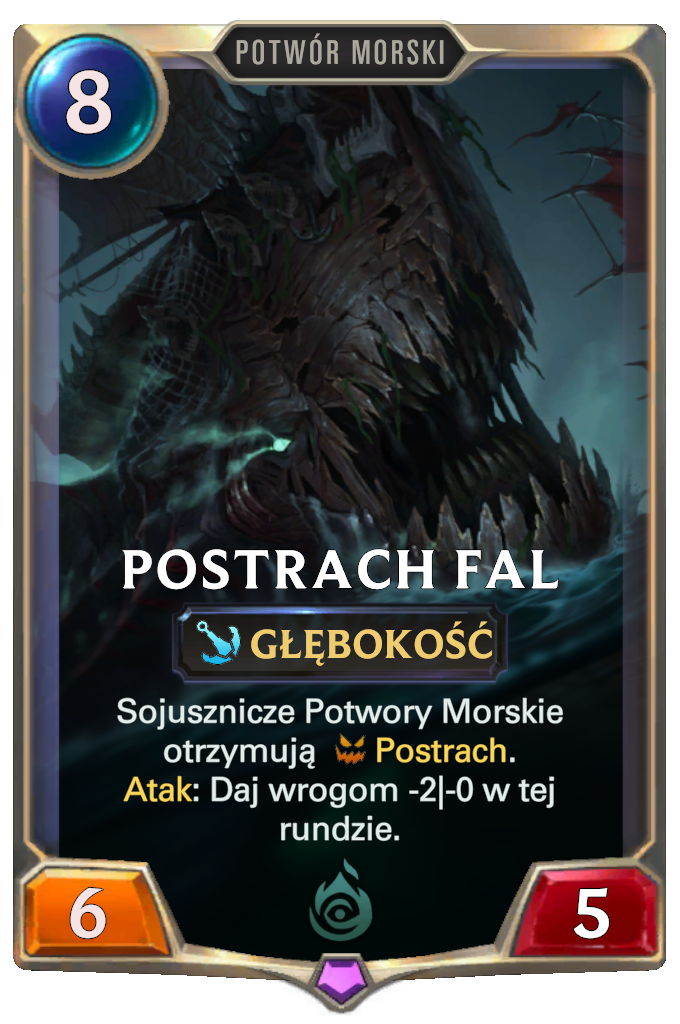 POTWÓR MORSKI
8
POSTRACH FAL
GŁĘBOKOŚĆ
Sojusznicze Potwory Morskie
otrzymują Postrach.
Atak: Daj wrogom -2|-0 w tej
rundzie.
6
5